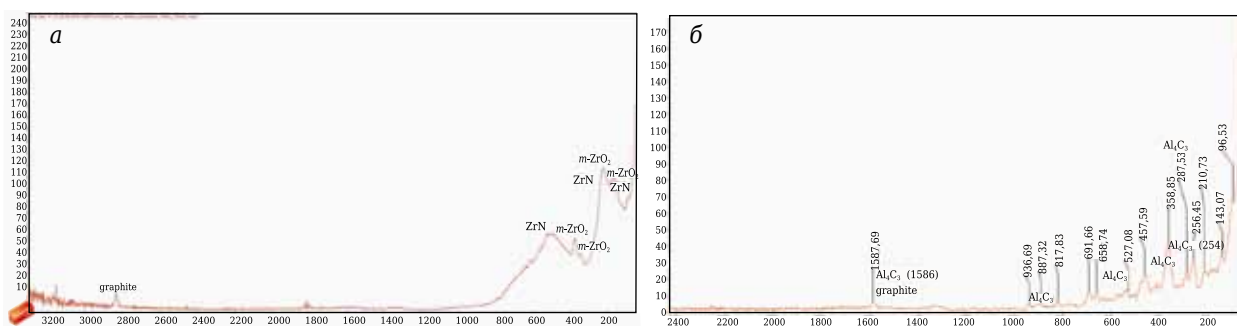 а
240
230
220
210
200
190
180
170
160
150
140
130
120
110
100
90
80
70
60
50
40
30
20
10
graphite
ZrN
m-ZrO₂
m-ZrO₂
ZrN
m-ZrO₂
m-ZrO₂
ZrN
3200 3000 2800 2600 2400 2200 2000 1800 1600 1400 1200 1000 800 600 400 200
б
170
160
150
140
130
120
110
100
90
80
70
60
50
40
30
20
10
0
1587,69
Al₄C₃ (1586)
graphite
936,69
887,32
Al₄C₃
817,83
691,66
658,74
Al₄C₃
527,08
457,59
Al₄C₃
358,85
Al₄C₃
287,53
256,45
Al₄C₃ (254)
210,73
143,07
96,53
2400 2200 2000 1800 1600 1400 1200 1000 800 600 400 200